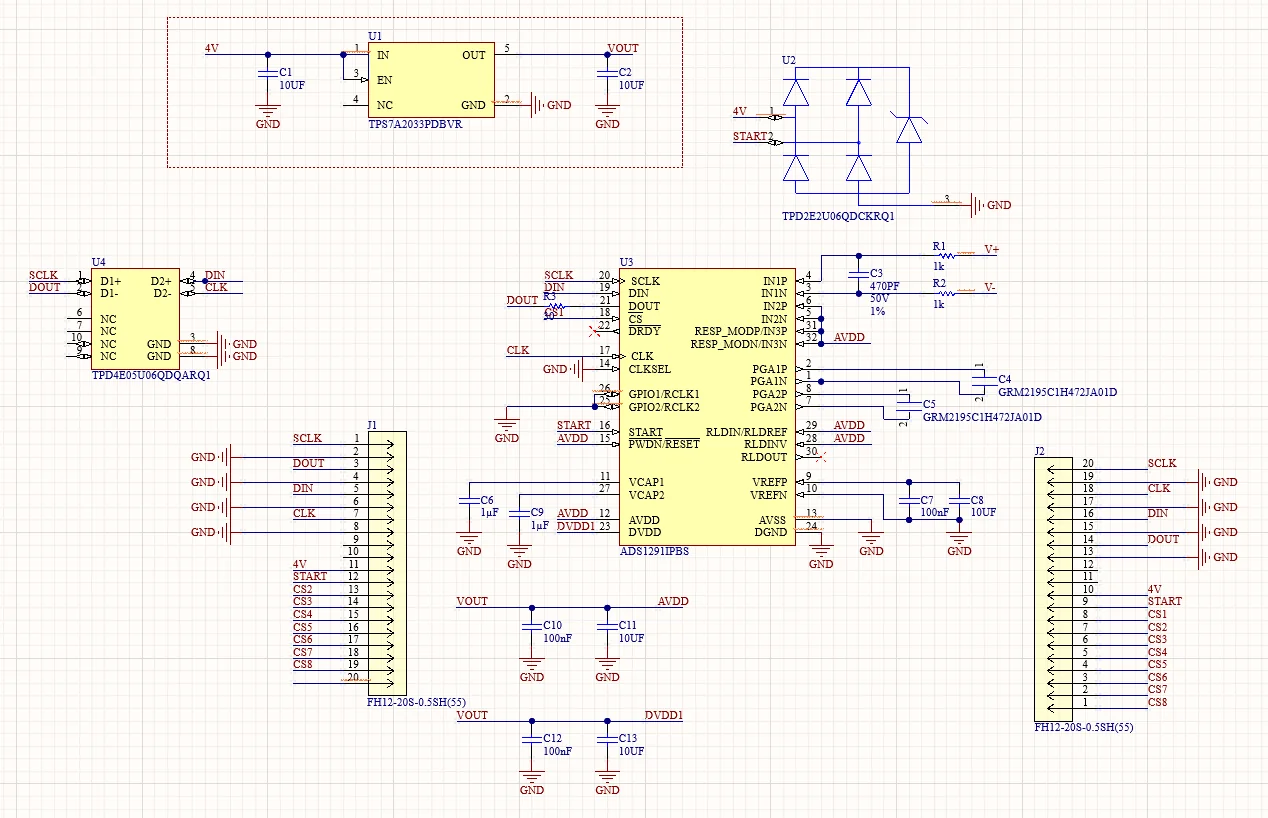 U1
4V
1
IN
OUT
5
VOUT
C1
10UF
3
EN
C2
10UF
4
NC
GND
2
GND
GND
GND
TPS7A2033PDBVR
U2
4V
1
START
2
3
GND
TPD2E2U06QDCKRQ1
U4
SCLK
1
D1+
D2+
4
DIN
DOUT
D1-
D2-
CLK
6
NC
7
NC
10
NC
GND
3
GND
9
NC
GND
8
GND
TPD4E05U06QDQARQ1
U3
SCLK
20
SCLK
DIN
19
DIN
DOUT
R3
21
DOUT
CS1
18
CS
22
DRDY
CLK
17
CLK
GND
14
CLKSEL
26
GPIO1/RCLK1
25
GPIO2/RCLK2
GND
START
16
START
AVDD
15
PWDN/RESET
11
VCAP1
27
VCAP2
AVDD
12
AVDD
DVDD1
23
DVDD
IN1P
4
IN1N
3
IN2P
6
IN2N
5
RESP_MODP/IN3P
31
RESP_MODN/IN3N
32
AVDD
PGA1P
2
PGA1N
1
PGA2P
8
PGA2N
7
RLDIN/RLDREF
29
AVDD
RLDINV
28
AVDD
RLDOUT
30
VREFP
9
VREFN
10
AVSS
13
DGND
24
ADS1291IPBS
R1
1k
V+
R2
1k
V-
C3
470PF
50V
1%
1
C4
2
GRM2195C1H472JA01D
1
C5
2
GRM2195C1H472JA01D
C6
1µF
GND
C9
1µF
GND
C7
100nF
C8
10UF
GND
GND
GND
J1
SCLK
1
GND
2
DOUT
3
GND
4
DIN
5
GND
6
CLK
7
GND
8
9
10
4V
11
START
12
CS2
13
CS3
14
CS4
15
CS5
16
CS6
17
CS7
18
CS8
19
20
FH12-20S-0.5SH(55)
VOUT
AVDD
C10
100nF
C11
10UF
GND
GND
VOUT
DVDD1
C12
100nF
C13
10UF
GND
GND
J2
20
SCLK
19
GND
18
CLK
17
GND
16
DIN
15
GND
14
DOUT
13
GND
12
11
10
4V
9
START
8
CS1
7
CS2
6
CS3
5
CS4
4
CS5
3
CS6
2
CS7
1
CS8
FH12-20S-0.5SH(55)